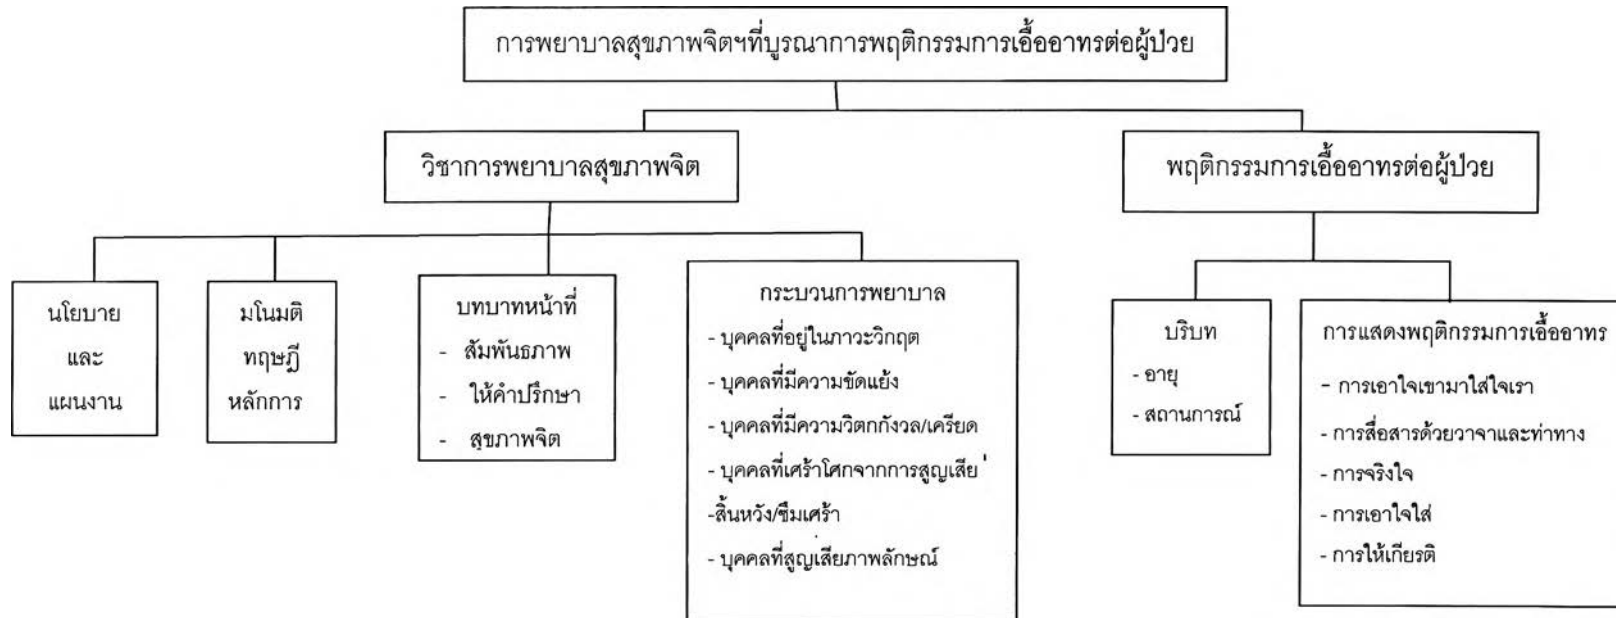 การพยาบาลสุขภาพจิตฯที่บูรณาการพฤติกรรมการเอื้ออาทรต่อผู้ป่วย
วิชาการพยาบาลสุขภาพจิต
พฤติกรรมการเอื้ออาทรต่อผู้ป่วย
นโยบาย
และ
แผนงาน
มโนมติ
ทฤษฎี
หลักการ
บทบาทหน้าที่
- สัมพันธภาพ
- ให้คำปรึกษา
- สุขภาพจิต
กระบวนการพยาบาล
- บุคคลที่อยู่ในภาวะวิกฤต
- บุคคลที่มีความขัดแย้ง
- บุคคลที่มีความวิตกกังวล/เครียด
- บุคคลที่เศร้าโศกจากการสูญเสีย
-สิ้นหวัง/ซึมเศร้า
- บุคคลที่สูญเสียภาพลักษณ์
บริบท
- อายุ
- สถานการณ์
การแสดงพฤติกรรมการเอื้ออาทร
- การเอาใจเขามาใส่ใจเรา
- การสื่อสารด้วยวาจาและท่าทาง
- การจริงใจ
- การเอาใจใส่
- การให้เกียรติ